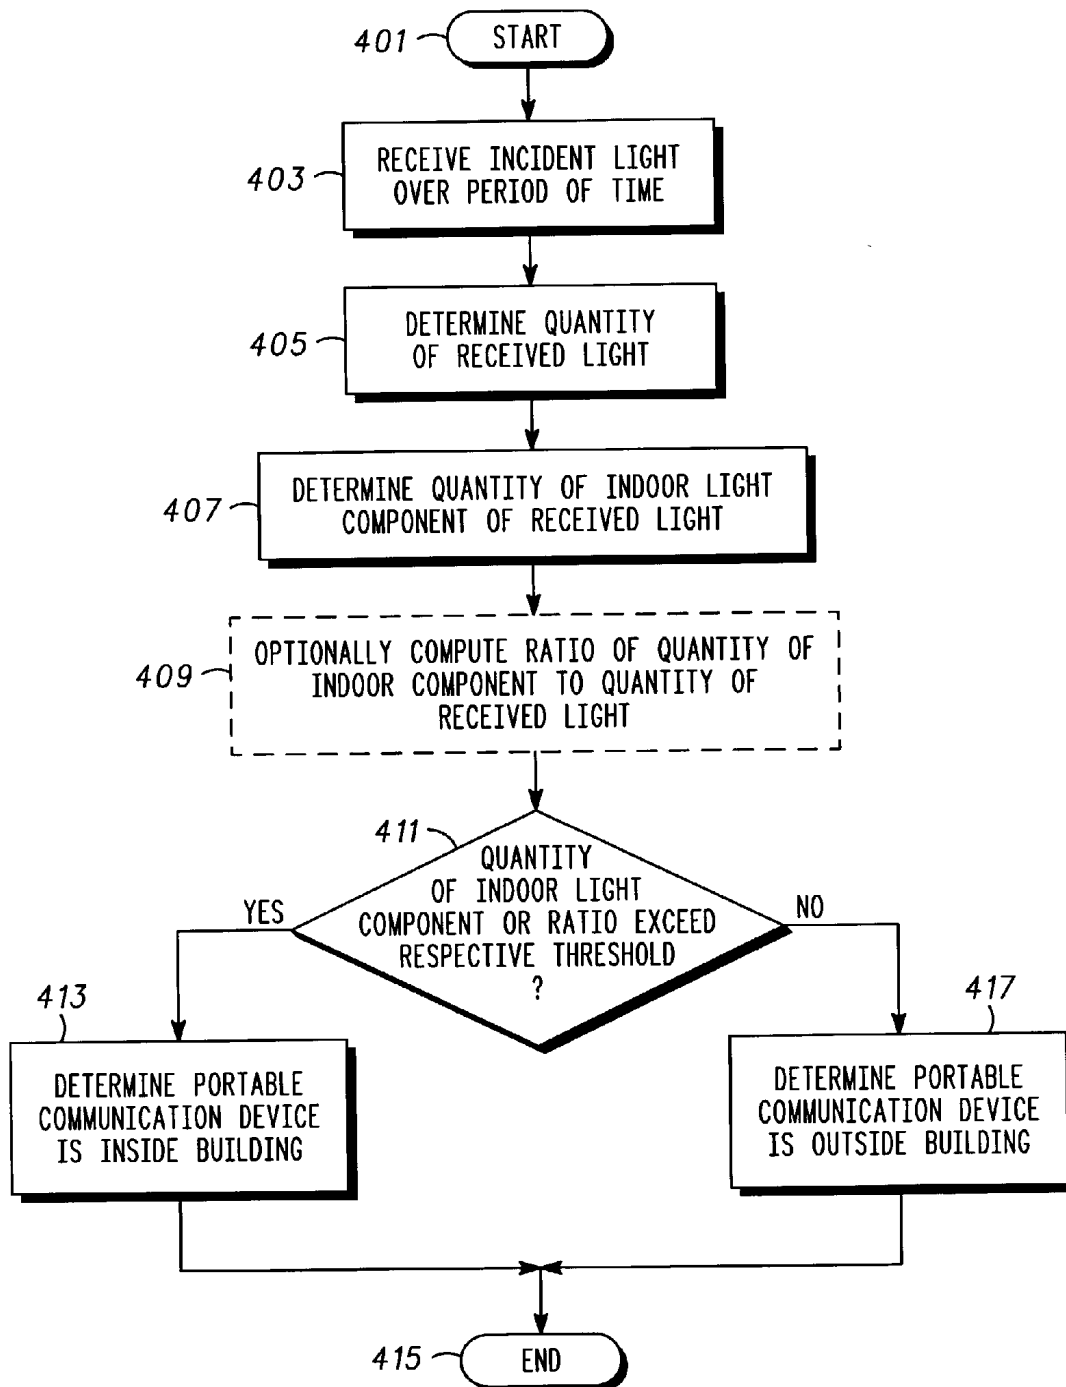 401
START
403
RECEIVE INCIDENT LIGHT
OVER PERIOD OF TIME
405
DETERMINE QUANTITY
OF RECEIVED LIGHT
407
DETERMINE QUANTITY OF INDOOR LIGHT
COMPONENT OF RECEIVED LIGHT
409
OPTIONALLY COMPUTE RATIO OF QUANTITY OF
INDOOR COMPONENT TO QUANTITY OF
RECEIVED LIGHT
411
QUANTITY
OF INDOOR LIGHT
COMPONENT OR RATIO EXCEED
RESPECTIVE THRESHOLD
?
YES
NO
413
DETERMINE PORTABLE
COMMUNICATION DEVICE
IS INSIDE BUILDING
417
DETERMINE PORTABLE
COMMUNICATION DEVICE
IS OUTSIDE BUILDING
415
END